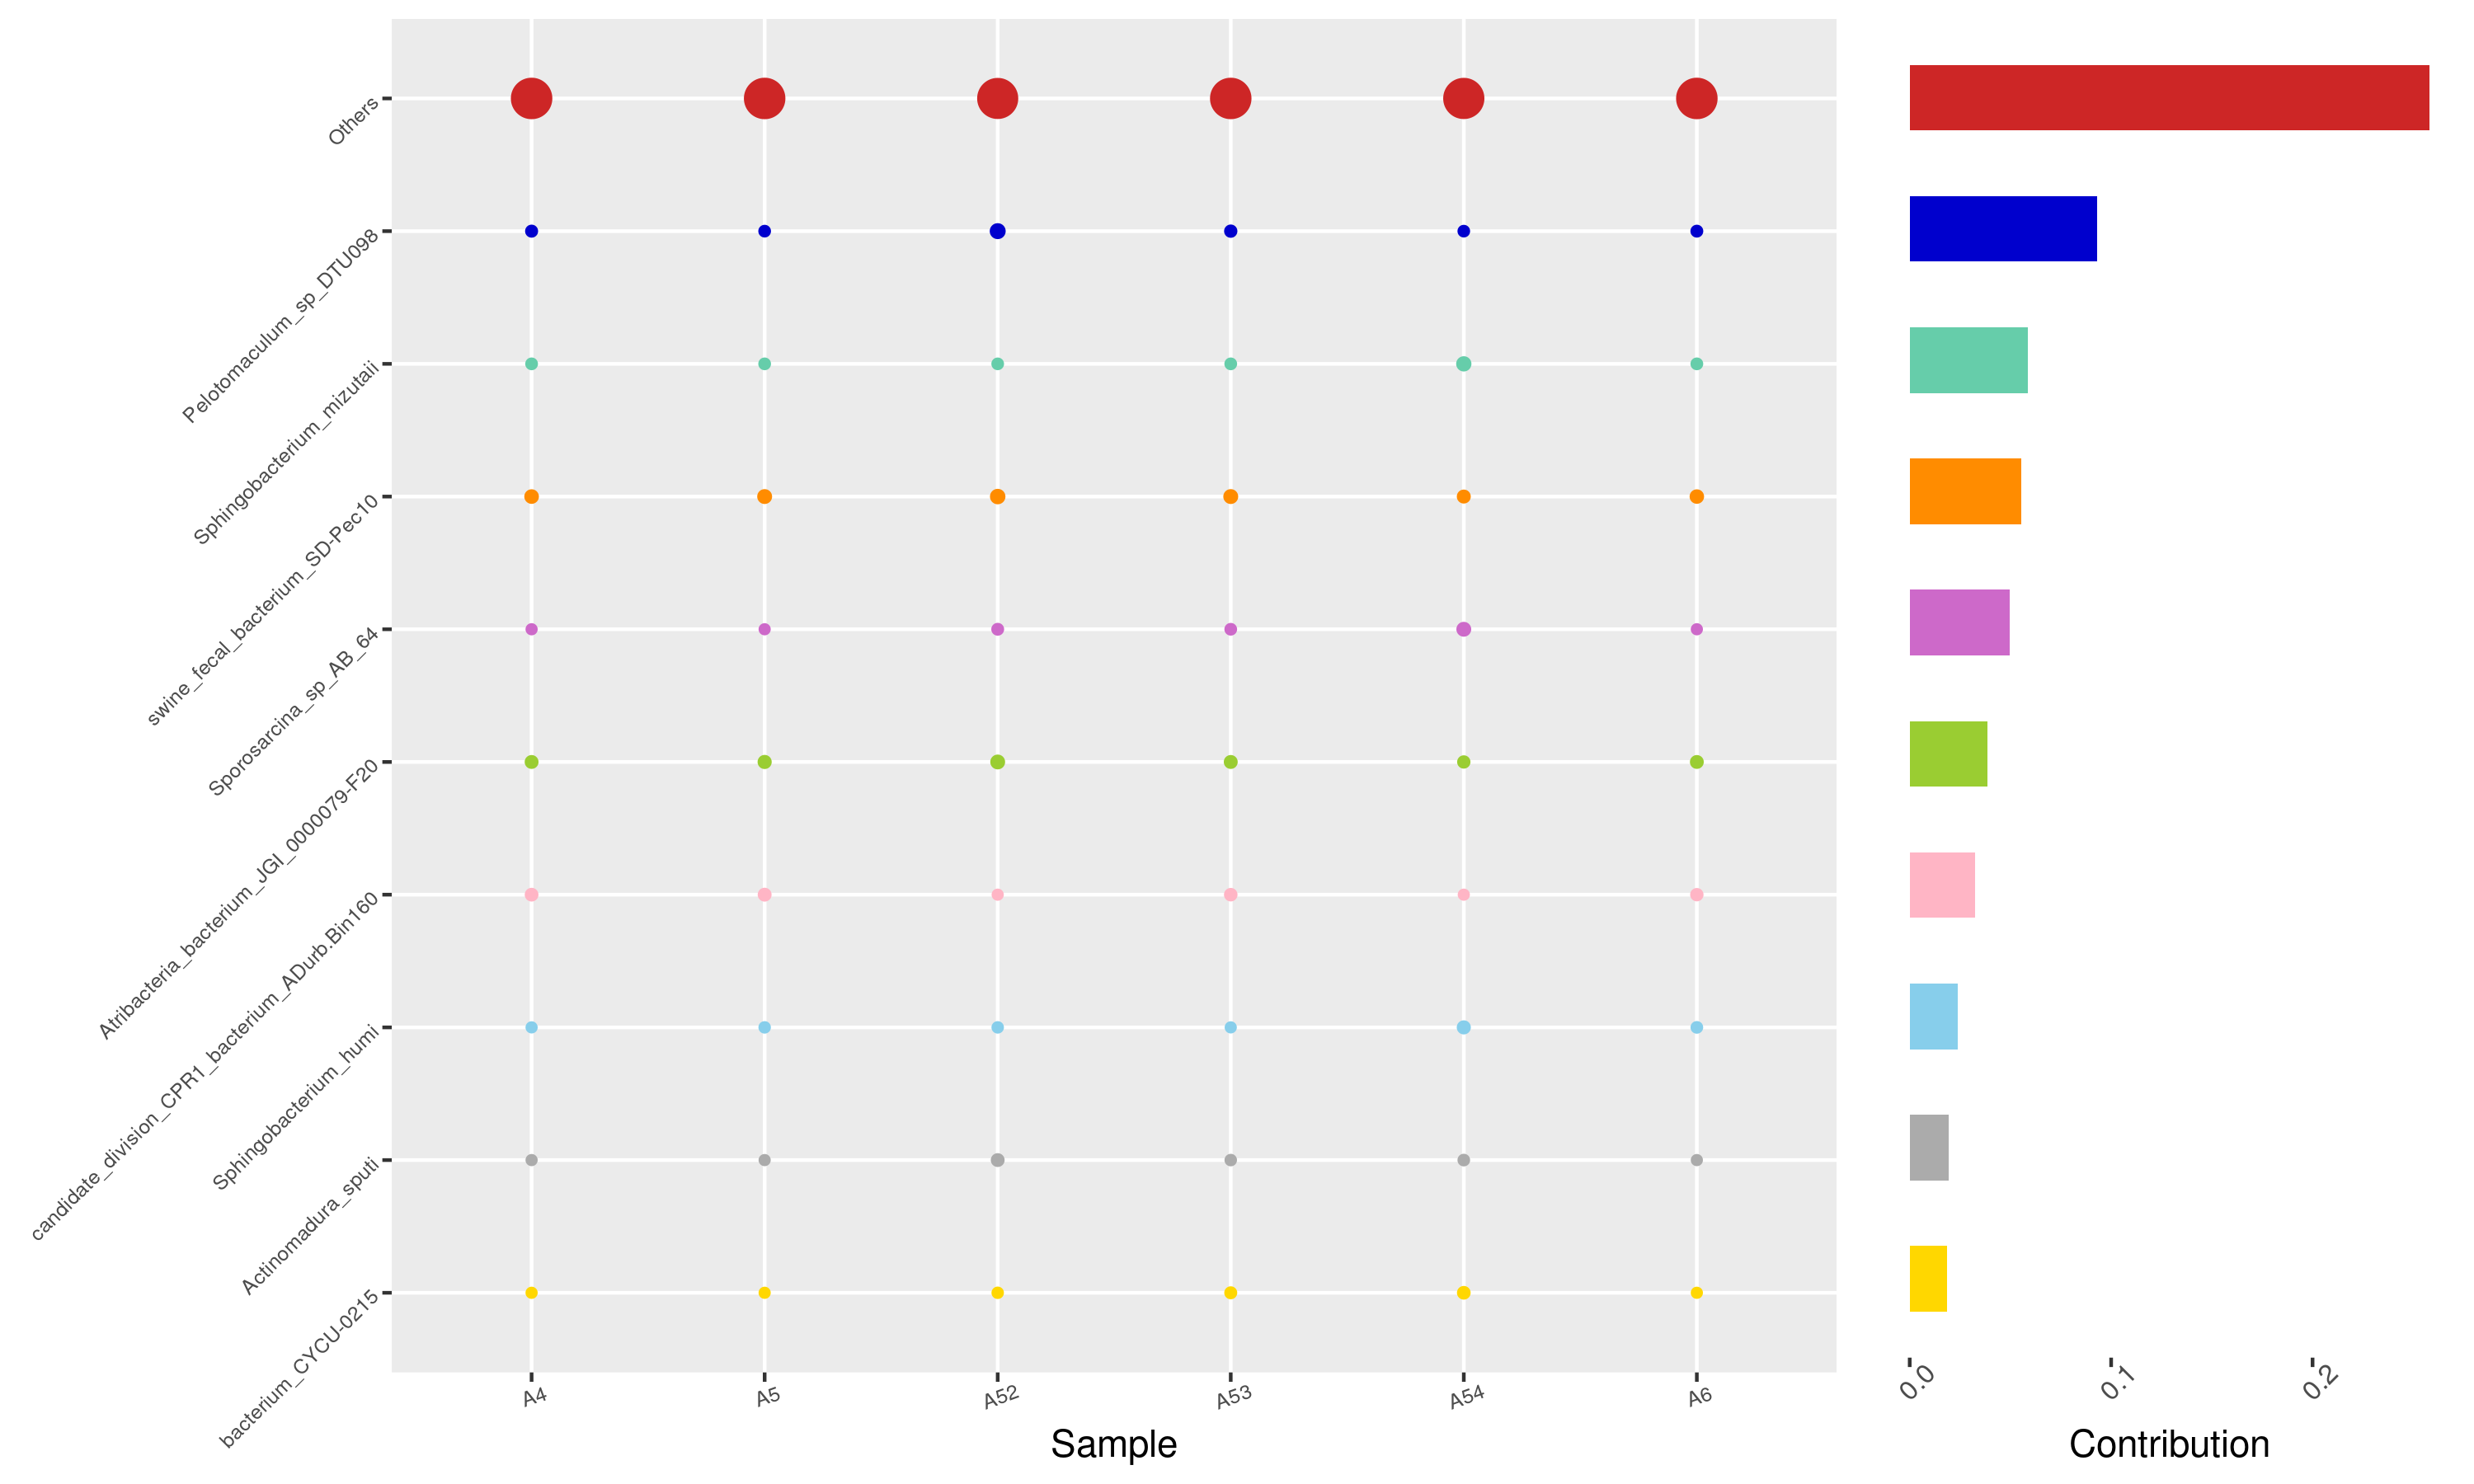 Others
Pelotomaculum_sp_DTU098
Sphingobacterium_mizutaii
swine_fecal_bacterium_SD-Pec10
Sporosarcina_sp_AB_64
Atribacteria_bacterium_JGI_0000079-F20
candidate_division_CPR1_bacterium_ADurb.Bin160
Sphingobacterium_humi
Actinomadura_sputi
bacterium_CYCU-0215
A4 A5 A52 A53 A54 A6
Sample
0.0 0.1 0.2
Contribution